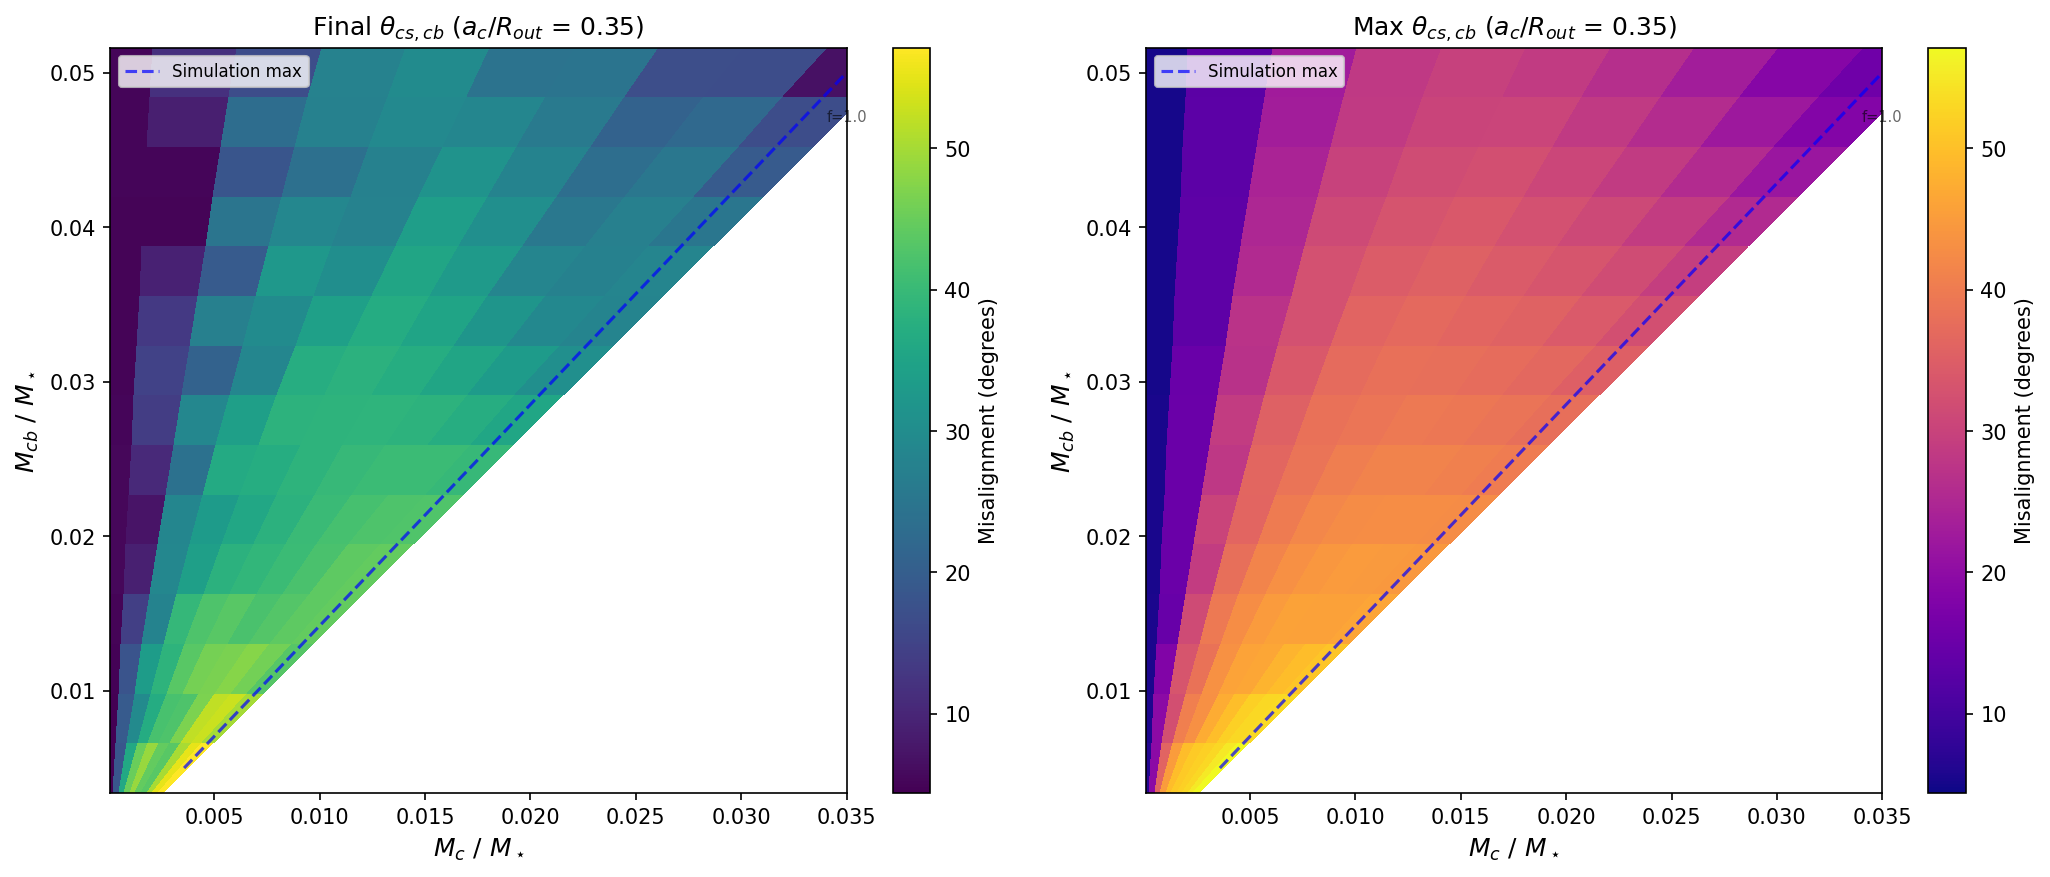 Final θcs,cb (ac/Rout = 0.35)
Simulation max
f=1.0
0.05
0.04
0.03
0.02
0.01
Mcb / M⋆
0.005 0.010 0.015 0.020 0.025 0.030 0.035
Mc / M⋆
50
40
30
20
10
Misalignment (degrees)
Max θcs,cb (ac/Rout = 0.35)
Simulation max
f=1.0
0.05
0.04
0.03
0.02
0.01
Mcb / M⋆
0.005 0.010 0.015 0.020 0.025 0.030 0.035
Mc / M⋆
50
40
30
20
10
Misalignment (degrees)